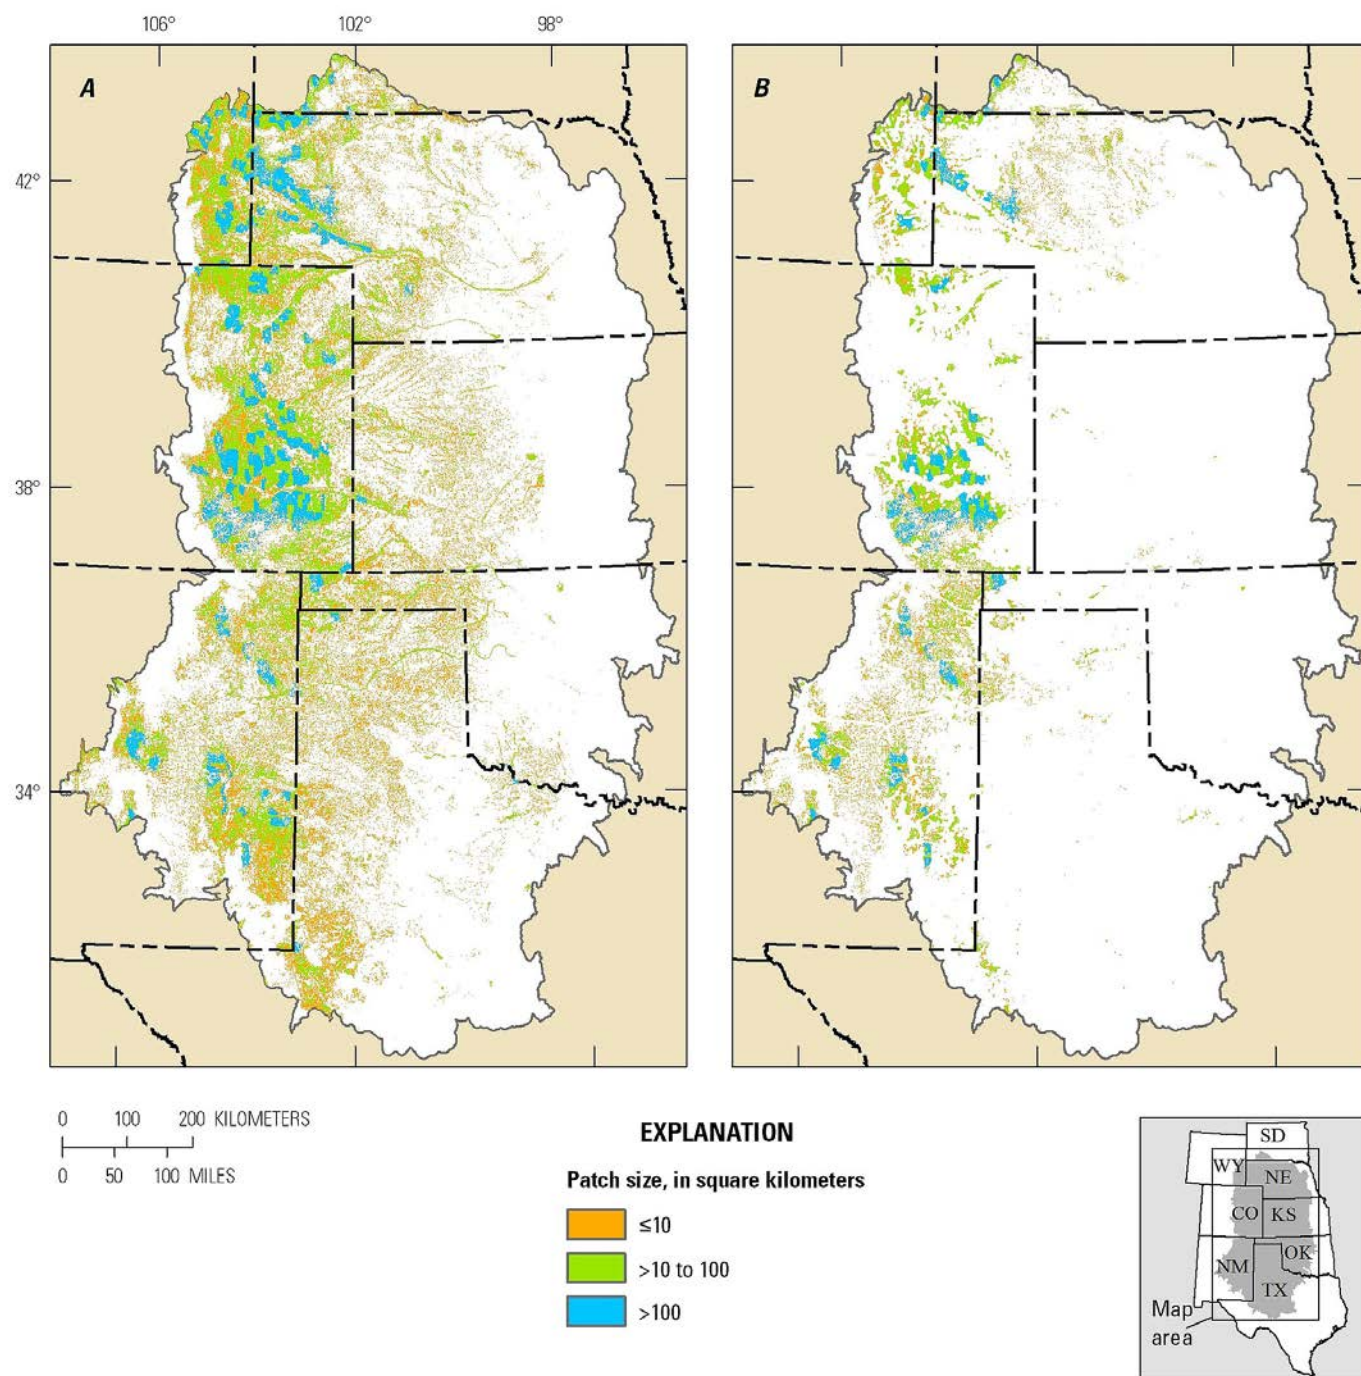 106° 102° 98°
A B
42°
38°
34°
0 100 200 KILOMETERS
0 50 100 MILES
EXPLANATION
Patch size, in square kilometers
≤10
>10 to 100
>100
SD
WY NE
CO KS
NM OK
TX
Map
area